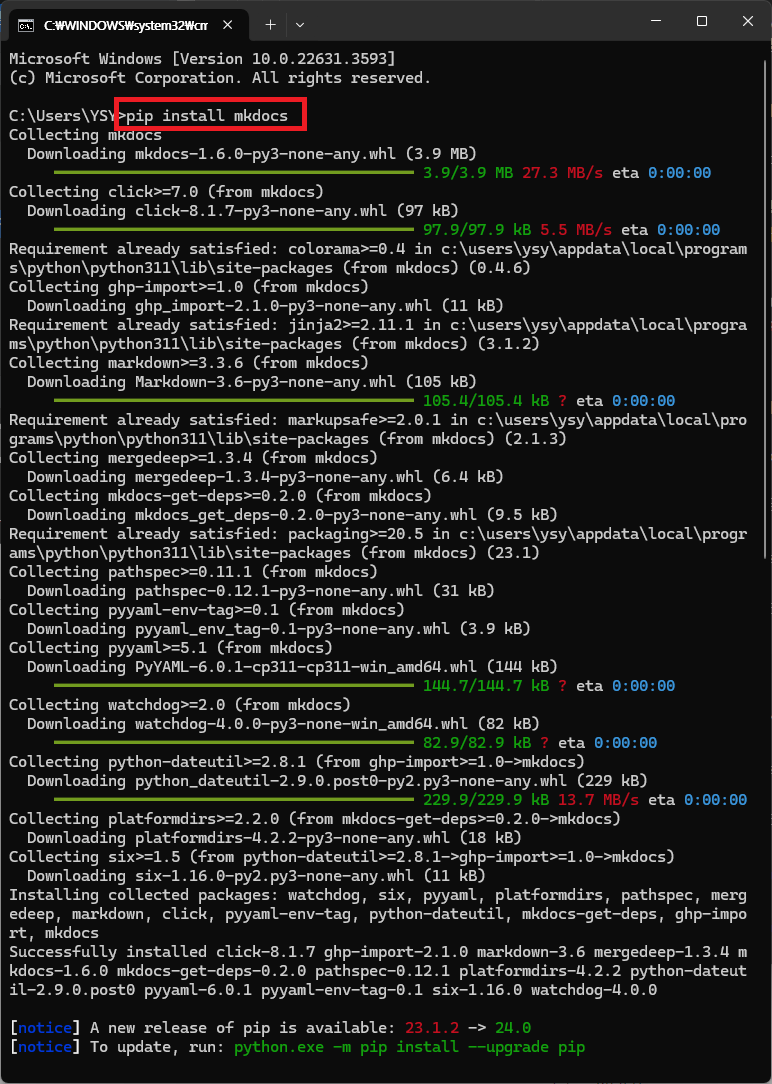 C:₩WINDOWS₩system32₩cm
Microsoft Windows [Version 10.0.22631.3593]
(c) Microsoft Corporation. All rights reserved.
C:\Users\YSY>pip install mkdocs
Collecting mkdocs
Downloading mkdocs-1.6.0-py3-none-any.whl (3.9 MB)
3.9/3.9 MB 27.3 MB/s eta 0:00:00
Collecting click>=7.0 (from mkdocs)
Downloading click-8.1.7-py3-none-any.whl (97 kB)
97.9/97.9 kB 5.5 MB/s eta 0:00:00
Requirement already satisfied: colorama>=0.4 in c:\users\ysy\appdata\local\program
s\python\python311\lib\site-packages (from mkdocs) (0.4.6)
Collecting ghp-import>=1.0 (from mkdocs)
Downloading ghp_import-2.1.0-py3-none-any.whl (11 kB)
Requirement already satisfied: jinja2>=2.11.1 in c:\users\ysy\appdata\local\progra
ms\python\python311\lib\site-packages (from mkdocs) (3.1.2)
Collecting markdown>=3.3.6 (from mkdocs)
Downloading Markdown-3.6-py3-none-any.whl (105 kB)
105.4/105.4 kB ? eta 0:00:00
Requirement already satisfied: markupsafe>=2.0.1 in c:\users\ysy\appdata\local\pro
grams\python\python311\lib\site-packages (from mkdocs) (2.1.3)
Collecting mergedeep>=1.3.4 (from mkdocs)
Downloading mergedeep-1.3.4-py3-none-any.whl (6.4 kB)
Collecting mkdocs-get-deps>=0.2.0 (from mkdocs)
Downloading mkdocs_get_deps-0.2.0-py3-none-any.whl (9.5 kB)
Requirement already satisfied: packaging>=20.5 in c:\users\ysy\appdata\local\progr
ams\python\python311\lib\site-packages (from mkdocs) (23.1)
Collecting pathspec>=0.11.1 (from mkdocs)
Downloading pathspec-0.12.1-py3-none-any.whl (31 kB)
Collecting pyyaml-env-tag>=0.1 (from mkdocs)
Downloading pyyaml_env_tag-0.1-py3-none-any.whl (3.9 kB)
Collecting pyyaml>=5.1 (from mkdocs)
Downloading PyYAML-6.0.1-cp311-cp311-win_amd64.whl (144 kB)
144.7/144.7 kB ? eta 0:00:00
Collecting watchdog>=2.0 (from mkdocs)
Downloading watchdog-4.0.0-py3-none-win_amd64.whl (82 kB)
82.9/82.9 kB ? eta 0:00:00
Collecting python-dateutil>=2.8.1 (from ghp-import>=1.0->mkdocs)
Downloading python_dateutil-2.9.0.post0-py2.py3-none-any.whl (229 kB)
229.9/229.9 kB 13.7 MB/s eta 0:00:00
Collecting platformdirs>=2.2.0 (from mkdocs-get-deps>=0.2.0->mkdocs)
Downloading platformdirs-4.2.2-py3-none-any.whl (18 kB)
Collecting six>=1.5 (from python-dateutil>=2.8.1->ghp-import>=1.0->mkdocs)
Downloading six-1.16.0-py2.py3-none-any.whl (11 kB)
Installing collected packages: watchdog, six, pyyaml, platformdirs, pathspec, merg
edeep, markdown, click, pyyaml-env-tag, python-dateutil, mkdocs-get-deps, ghp-impo
rt, mkdocs
Successfully installed click-8.1.7 ghp-import-2.1.0 markdown-3.6 mergedeep-1.3.4 m
kdocs-1.6.0 mkdocs-get-deps-0.2.0 pathspec-0.12.1 platformdirs-4.2.2 python-dateut
il-2.9.0.post0 pyyaml-6.0.1 pyyaml-env-tag-0.1 six-1.16.0 watchdog-4.0.0
[notice] A new release of pip is available: 23.1.2 -> 24.0
[notice] To update, run: python.exe -m pip install --upgrade pip